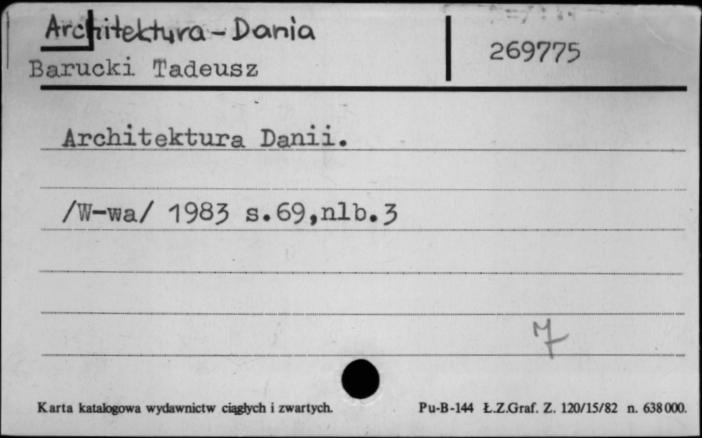 Architektura - Dania
Barucki Tadeusz
269775
Architektura Danii.
/W-wa/ 1983 s.69,nlb.3
Karta katalogowa wydawnictw ciągłych i zwartych.
Pu-B-144 Ł.Z.Graf. Z. 120/15/82 n. 638 000.